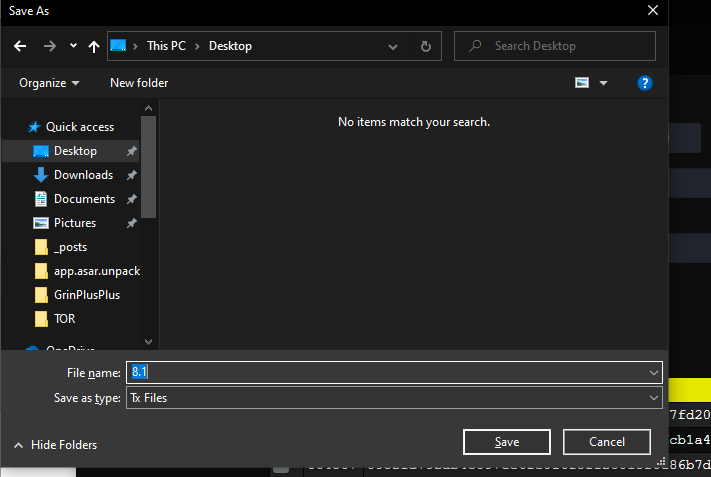 Save As
This PC > Desktop
Search Desktop
Organize
New folder
Quick access
Desktop
Downloads
Documents
Pictures
_posts
app.asar.unpack
GrinPlusPlus
TOR
No items match your search.
File name: 8.1
Save as type: Tx Files
Hide Folders
Save
Cancel
7fd20
cb1a4
86b7d